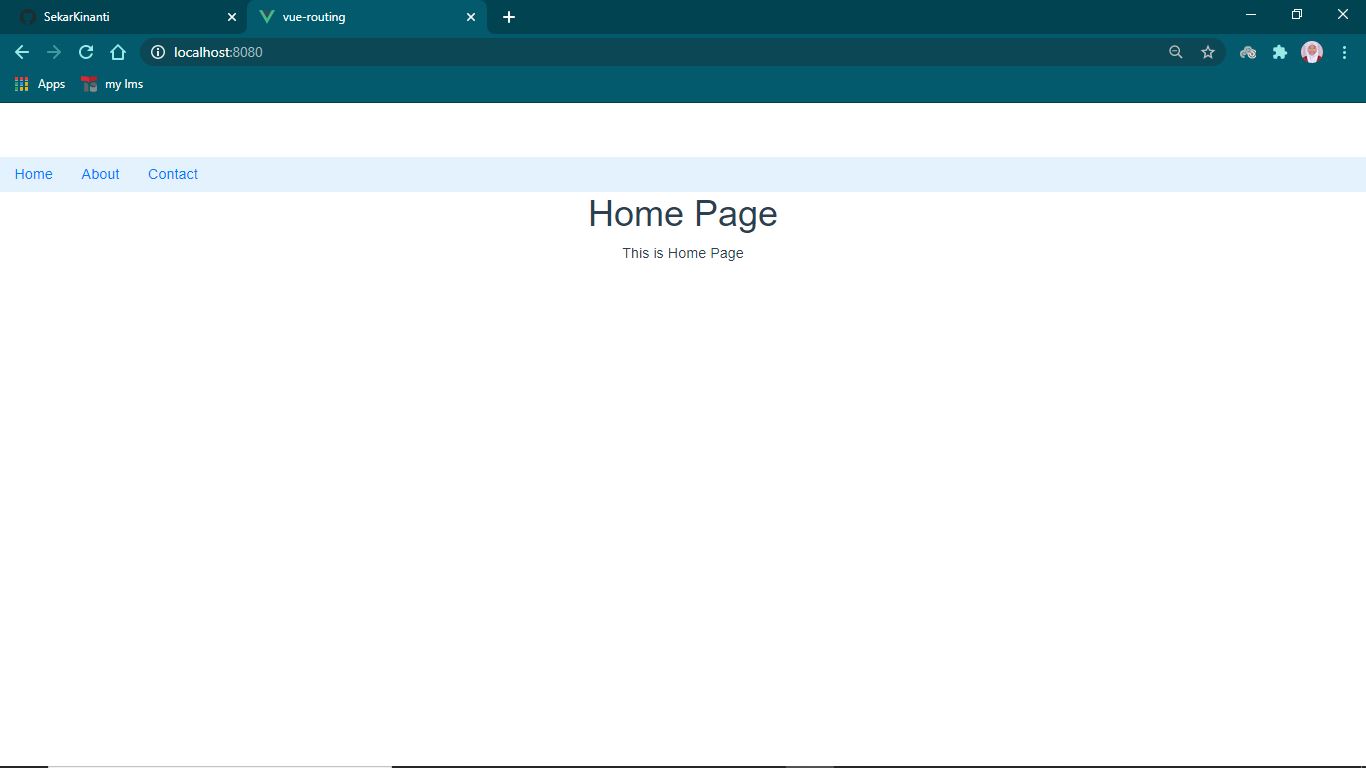 SekarKinanti
vue-routing
localhost:8080
Apps
my lms
Home About Contact
Home Page
This is Home Page